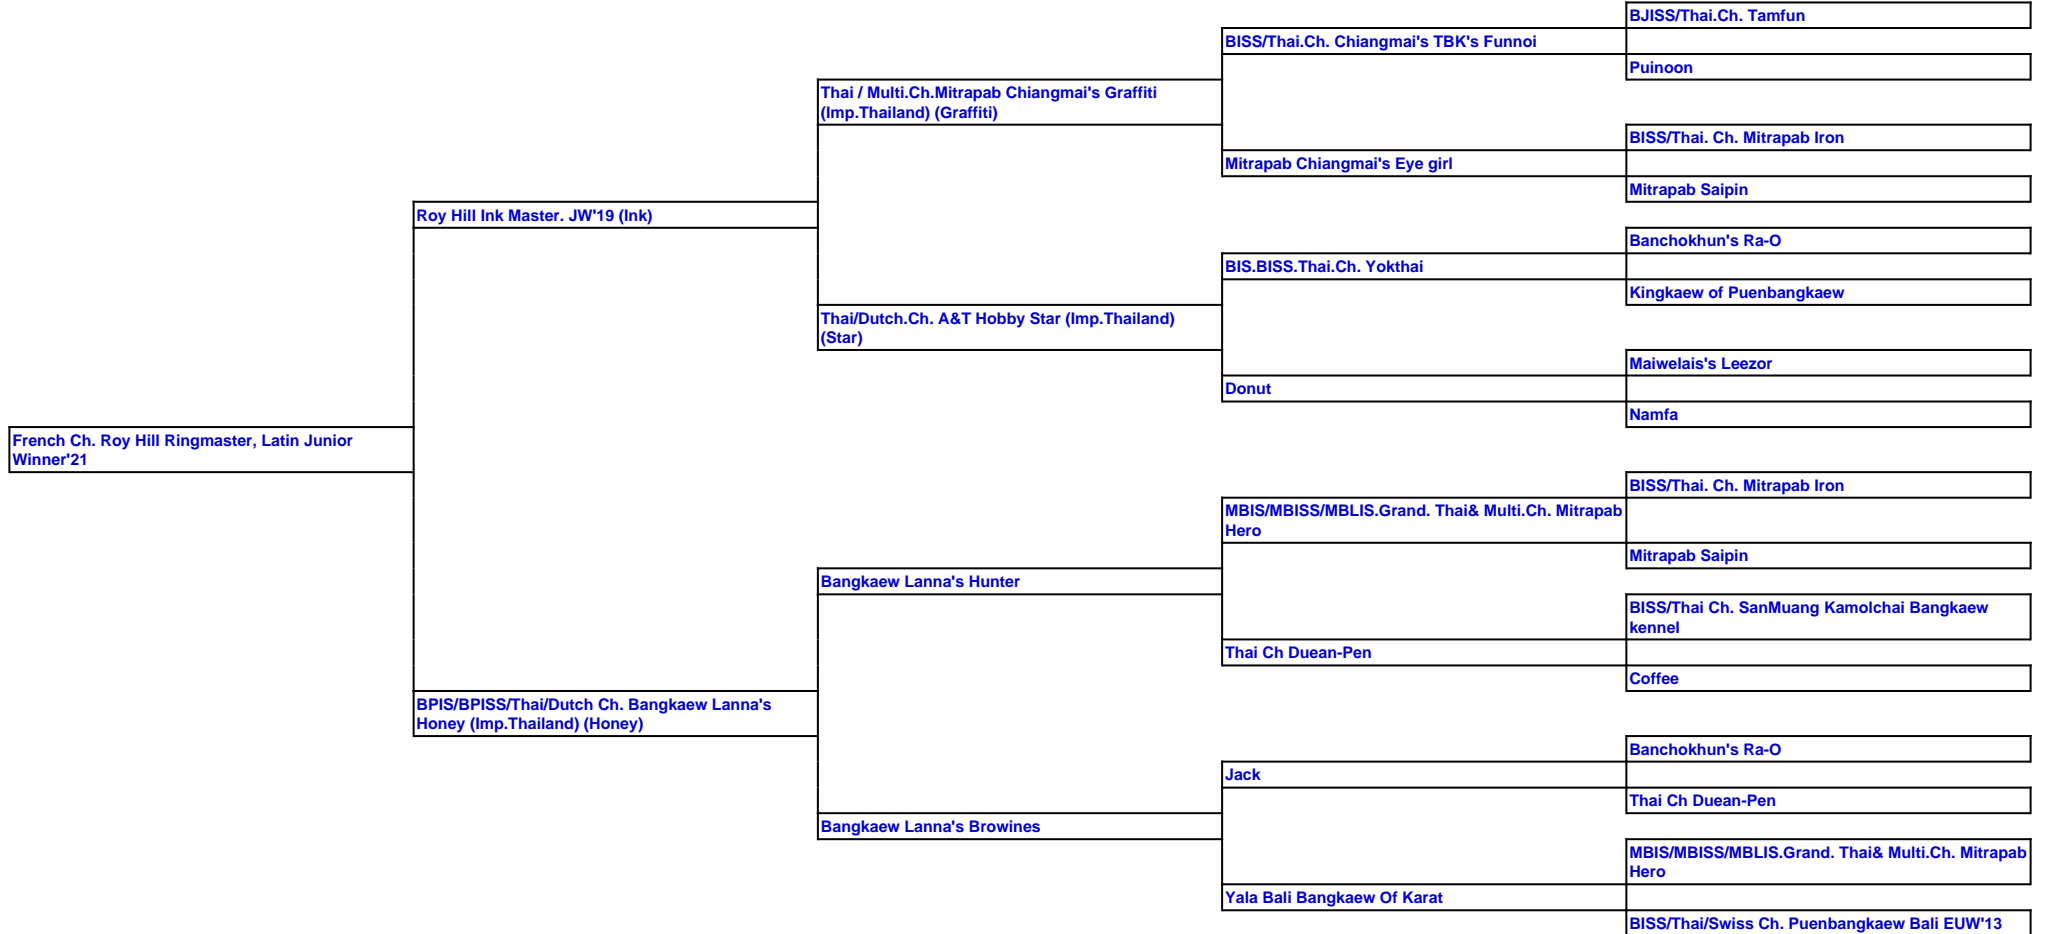 BJISS/Thai.Ch. Tamfun
BISS/Thai.Ch. Chiangmai's TBK's Funnoi
Puinoon
Thai / Multi.Ch.Mitrapab Chiangmai's Graffiti
(Imp.Thailand) (Graffiti)
BISS/Thai. Ch. Mitrapab Iron
Mitrapab Chiangmai's Eye girl
Mitrapab Saipin
Roy Hill Ink Master. JW'19 (Ink)
Banchokhun's Ra-O
BIS.BISS.Thai.Ch. Yokthai
Kingkaew of Puenbangkaew
Thai/Dutch.Ch. A&T Hobby Star (Imp.Thailand)
(Star)
Maiwelais's Leezor
Donut
Namfa
French Ch. Roy Hill Ringmaster, Latin Junior
Winner'21
BISS/Thai. Ch. Mitrapab Iron
MBIS/MBISS/MBLIS.Grand. Thai& Multi.Ch. Mitrapab
Hero
Mitrapab Saipin
Bangkaew Lanna's Hunter
BISS/Thai Ch. SanMuang Kamolchai Bangkaew
kennel
Thai Ch Duean-Pen
Coffee
BPIS/BPISS/Thai/Dutch Ch. Bangkaew Lanna's
Honey (Imp.Thailand) (Honey)
Banchokhun's Ra-O
Jack
Thai Ch Duean-Pen
Bangkaew Lanna's Browines
MBIS/MBISS/MBLIS.Grand. Thai& Multi.Ch. Mitrapab
Hero
Yala Bali Bangkaew Of Karat
BISS/Thai/Swiss Ch. Puenbangkaew Bali EUW'13